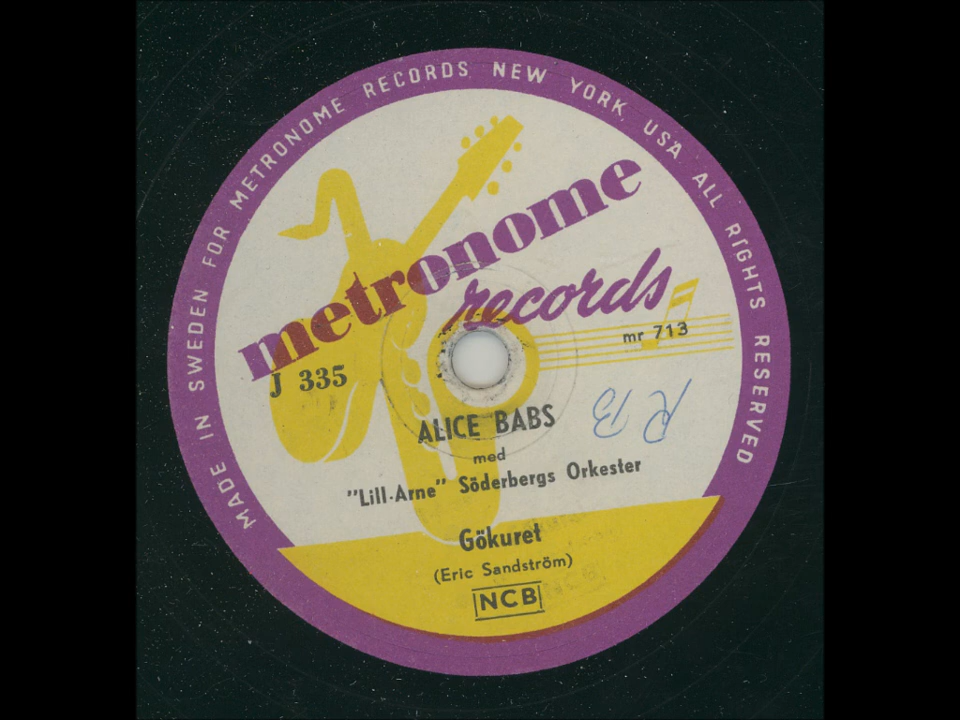 MADE IN SWEDEN FOR METRONOME RECORDS NEW YORK USA ALL RIGHTS RESERVED
metronome
records
mr 713
J 335
ALICE BABS
med
"Lill-Arne" Söderbergs Orkester
Gökuret
(Eric Sandström)
NCB